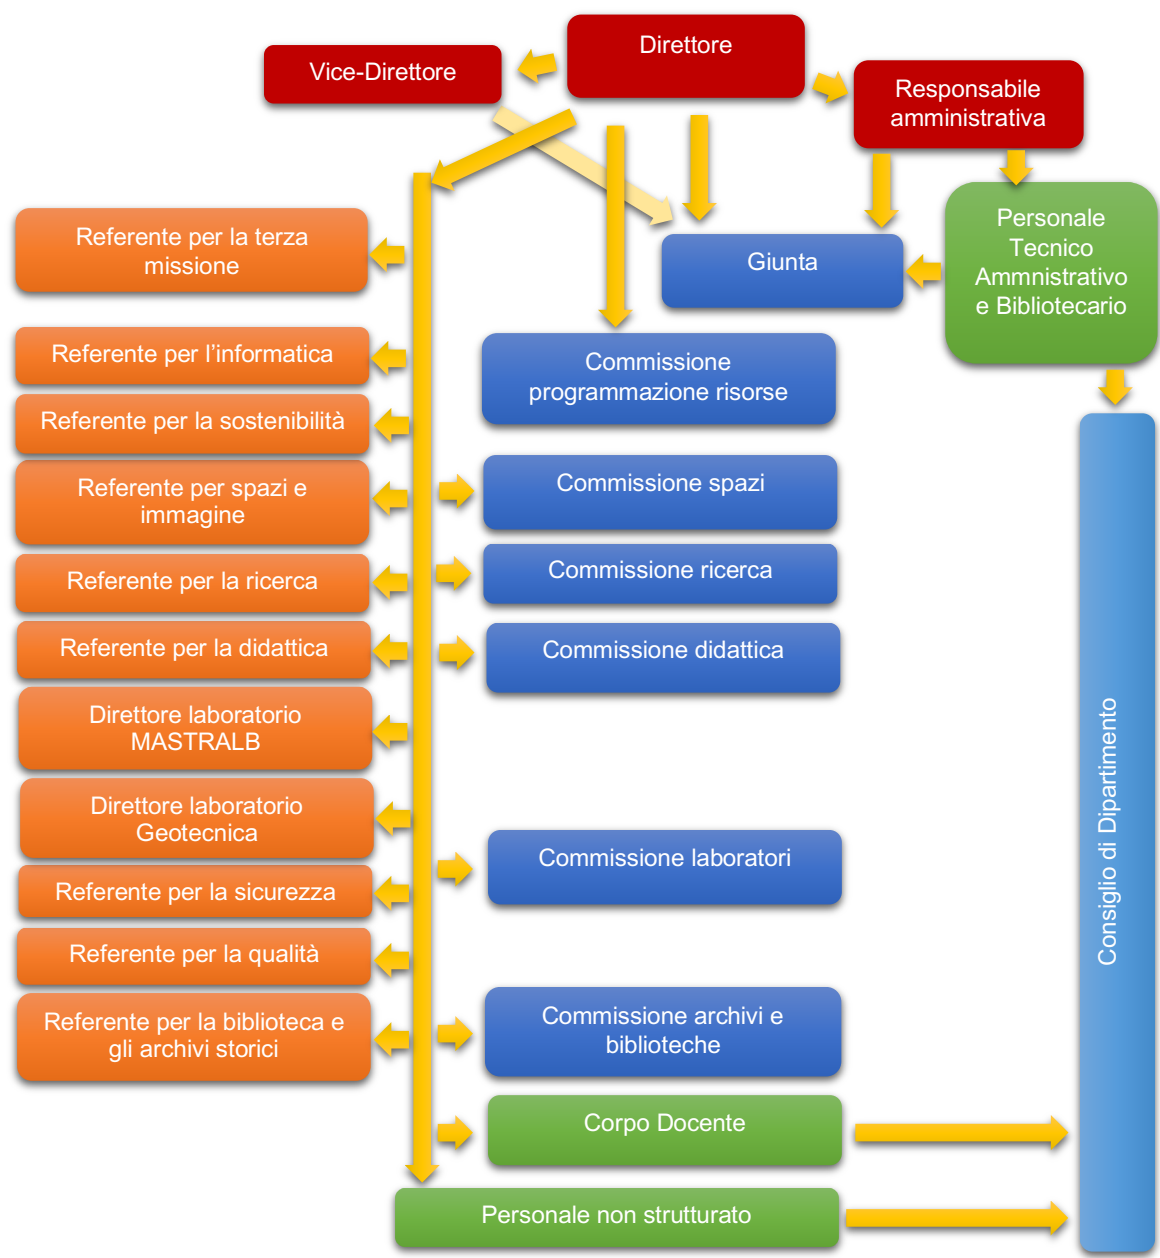 Direttore
Vice-Direttore
Responsabile
amministrativa
Personale
Tecnico
Ammnistrativo
e Bibliotecario
Giunta
Referente per la terza
missione
Referente per l'informatica
Commissione
programmazione risorse
Referente per la sostenibilità
Referente per spazi e
immagine
Commissione spazi
Referente per la ricerca
Commissione ricerca
Referente per la didattica
Commissione didattica
Direttore laboratorio
MASTRALB
Direttore laboratorio
Geotecnica
Commissione laboratori
Referente per la sicurezza
Referente per la qualità
Referente per la biblioteca e
gli archivi storici
Commissione archivi e
biblioteche
Corpo Docente
Personale non strutturato
Consiglio di Dipartimento